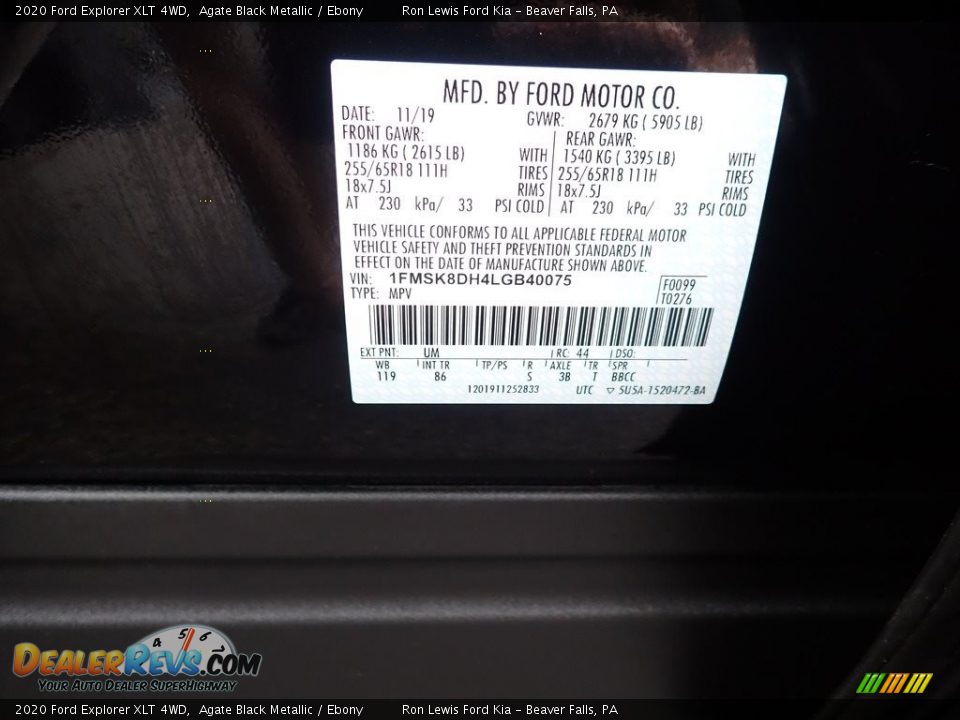 2020 Ford Explorer XLT 4WD, Agate Black Metallic / Ebony Ron Lewis Ford Kia - Beaver Falls, PA
MFD. BY FORD MOTOR CO.
DATE: 11/19 GVWR: 2679 KG ( 5905 LB)
FRONT GAWR: REAR GAWR:
1186 KG ( 2615 LB) WITH 1540 KG ( 3395 LB) WITH
255/65R18 111H TIRES 255/65R18 111H TIRES
18x7.5J RIMS 18x7.5J RIMS
AT 230 kPa/ 33 PSI COLD AT 230 kPa/ 33 PSI COLD
THIS VEHICLE CONFORMS TO ALL APPLICABLE FEDERAL MOTOR
VEHICLE SAFETY AND THEFT PREVENTION STANDARDS IN
EFFECT ON THE DATE OF MANUFACTURE SHOWN ABOVE.
VIN: 1FMSK8DH4LGB40075 F0099
TYPE: MPV T0276
EXT PNT: UM RC: 44 DSO:
WB INT TR TP/PS R AXLE TR SPR
119 86 S 3B T BBCC
1201911252833 UTC ▽ 5U5A-1520472-BA
4 5 6 7
DealerRevs.com
Your Auto Dealer SuperHighway
2020 Ford Explorer XLT 4WD, Agate Black Metallic / Ebony Ron Lewis Ford Kia - Beaver Falls, PA